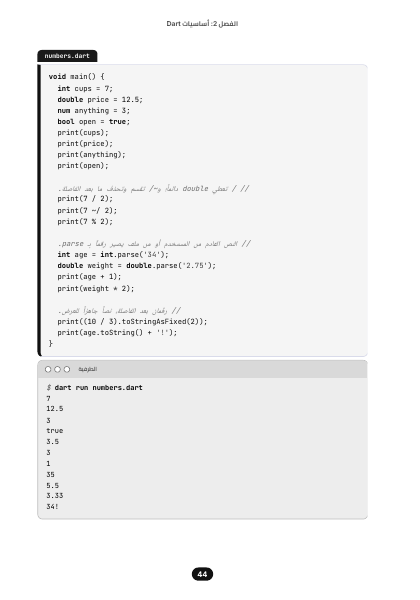 الفصل 2: أساسيات Dart
numbers.dart
void main() {
  int cups = 7;
  double price = 12.5;
  num anything = 3;
  bool open = true;
  print(cups);
  print(price);
  print(anything);
  print(open);
  // / تعطي double دائماً؛ و~/ تقسم وتحذف ما بعد الفاصلة.
  print(7 / 2);
  print(7 ~/ 2);
  print(7 % 2);
  // النص القادم من المستخدم أو من ملف يصير رقماً بـ parse.
  int age = int.parse('34');
  double weight = double.parse('2.75');
  print(age + 1);
  print(weight * 2);
  // رقمان بعد الفاصلة، نصاً جاهزاً للعرض.
  print((10 / 3).toStringAsFixed(2));
  print(age.toString() + '!');
}
الطرفية
$ dart run numbers.dart
7
12.5
3
true
3.5
3
1
35
5.5
3.33
34!
44